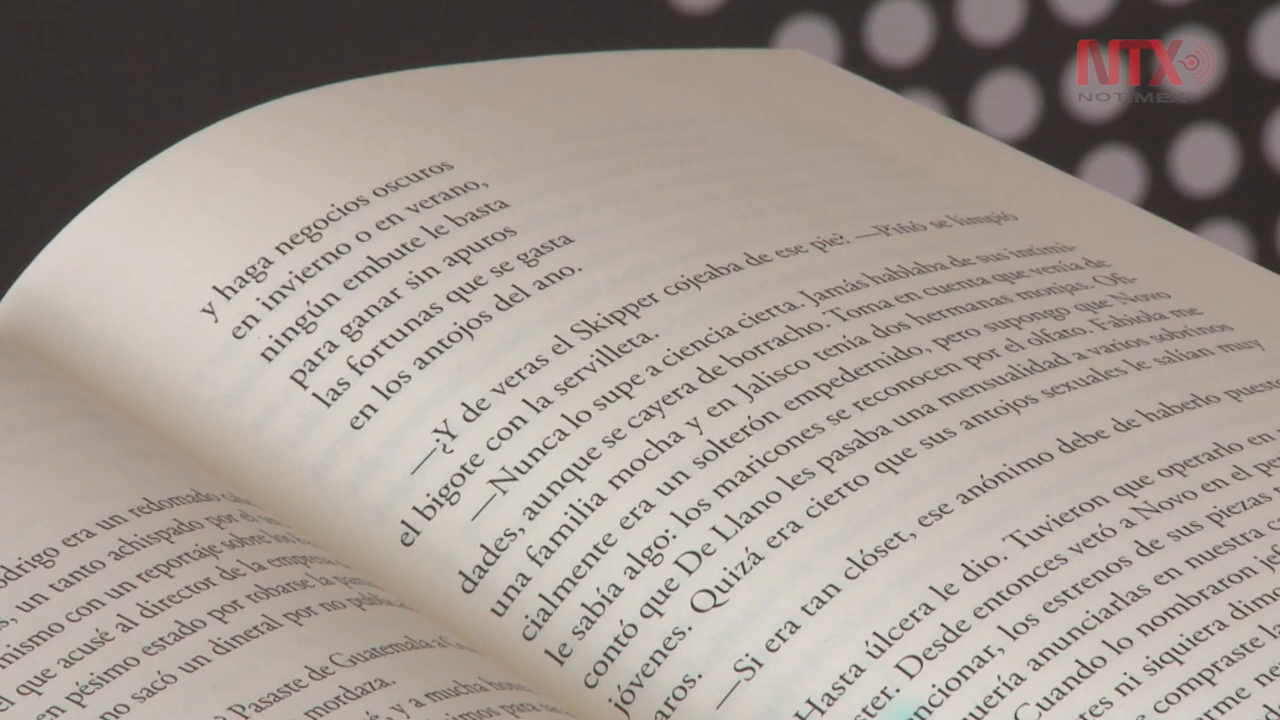 NTX
NOTIMEX
odrigo era un redomado
, un tanto achispado por el
mismo con un reportaje sobre los
el que acusé al director de la empresa
en pésimo estado por robarse la
no sacó un dineral por no
Pasaste de Guatemala a
mordaza.
y a mucha
y haga negocios oscuros
en invierno o en verano,
ningún embute le basta
para ganar sin apuros
las fortunas que se gasta
en los antojos del ano.
—¿Y de veras el Skipper cojeaba de ese pie? —Piñó se limpió
el bigote con la servilleta.
—Nunca lo supe a ciencia cierta. Jamás hablaba de sus intimi-
dades, aunque se cayera de borracho. Toma en cuenta que venía de
una familia mocha y en Jalisco tenía dos hermanas monjas. Ofi-
cialmente era un solterón empedernido, pero supongo que Novo
le sabía algo: los maricones se reconocen por el olfato. Fabiola me
contó que De Llano les pasaba una mensualidad a varios sobrinos
jóvenes. Quizá era cierto que sus antojos sexuales le salían muy
aros.
—Si era tan clóser, ese anónimo debe de haberlo puesto
Hasta úlcera le dio. Tuvieron que operarlo en
ster. Desde entonces vetó a Novo en el
ncionar, los estrenos de sus piezas
quería anunciarlas en nuestra
Cuando lo nombraron
ni siquiera
compraste